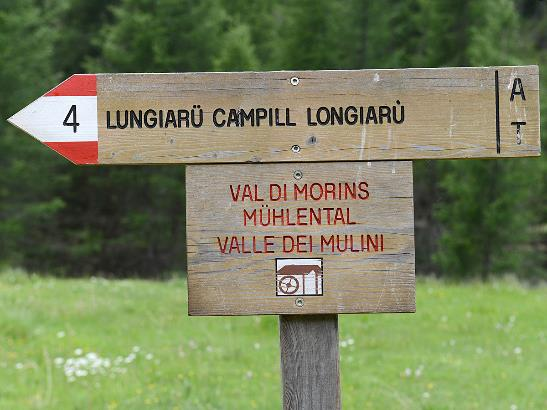 4 LUNGIARÜ CAMPILL LONGIARÙ A
T
VAL DI MORINS
MÜHLENTAL
VALLE DEI MULINI